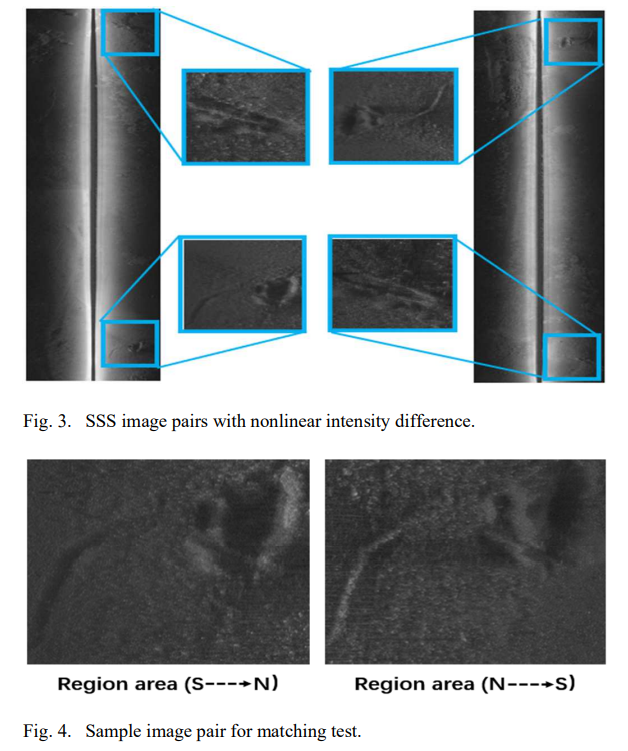 Fig. 3. SSS image pairs with nonlinear intensity difference.
Region area (S---→N)
Region area (N----→S)
Fig. 4. Sample image pair for matching test.